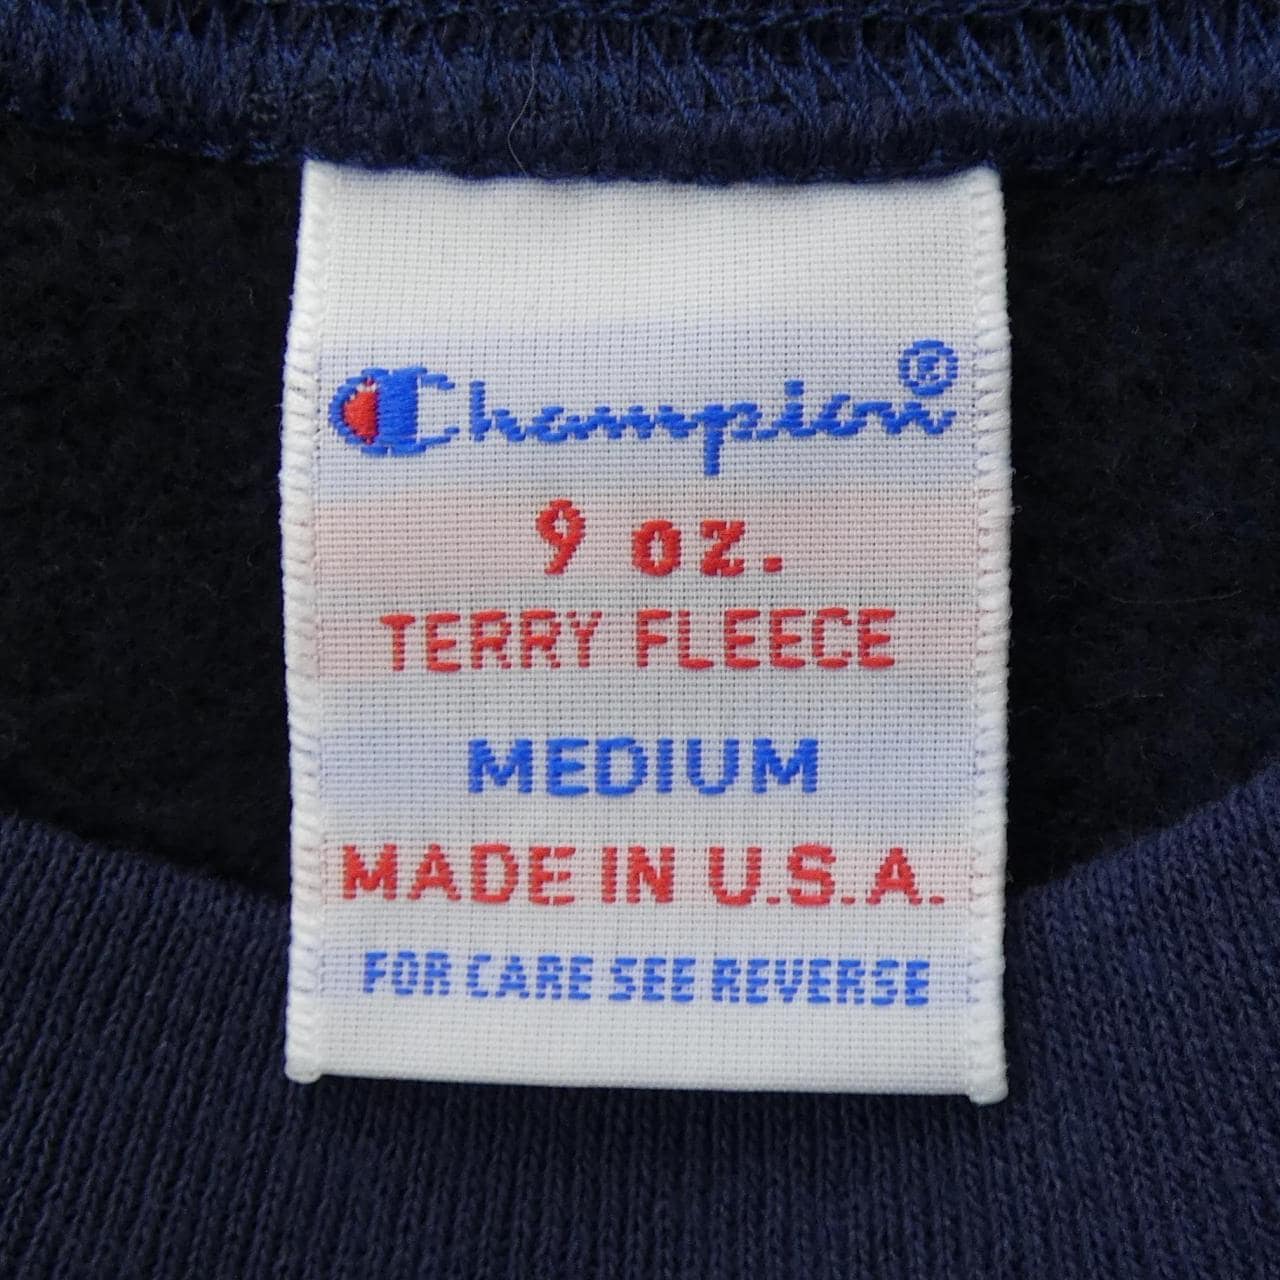 Champion®
9 oz.
TERRY FLEECE
MEDIUM
MADE IN U.S.A.
FOR CARE SEE REVERSE